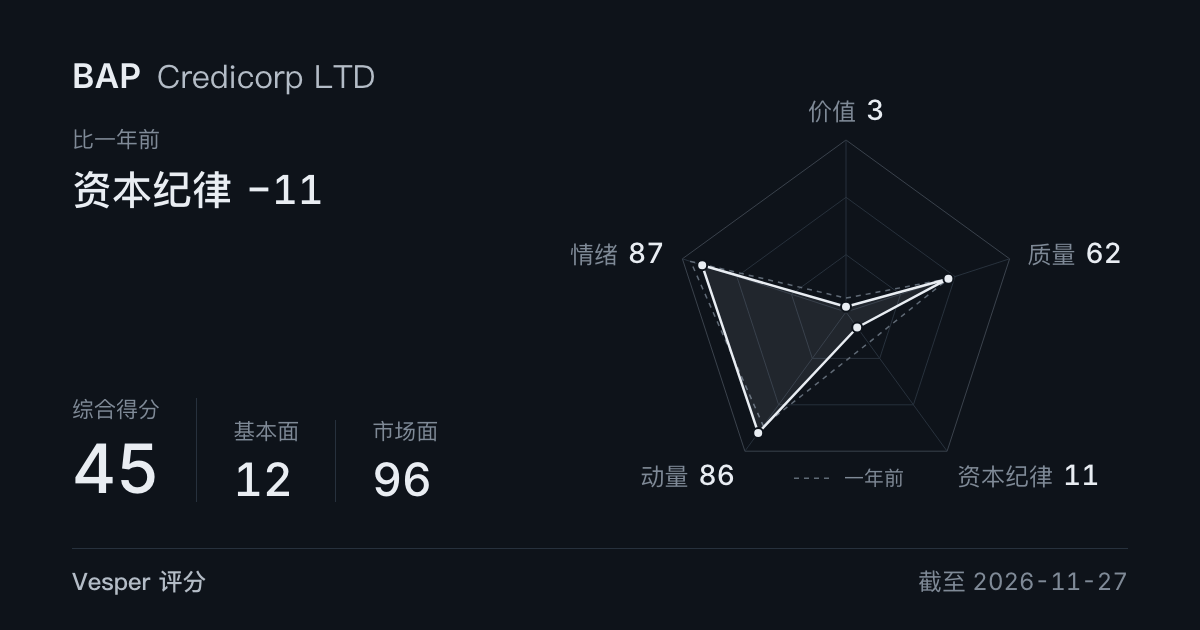 BAP Credicorp LTD
比一年前
资本纪律 −11
价值 3
情绪 87
质量 62
动量 86
一年前
资本纪律 11
综合得分
45
基本面
12
市场面
96
Vesper 评分
截至 2026-11-27